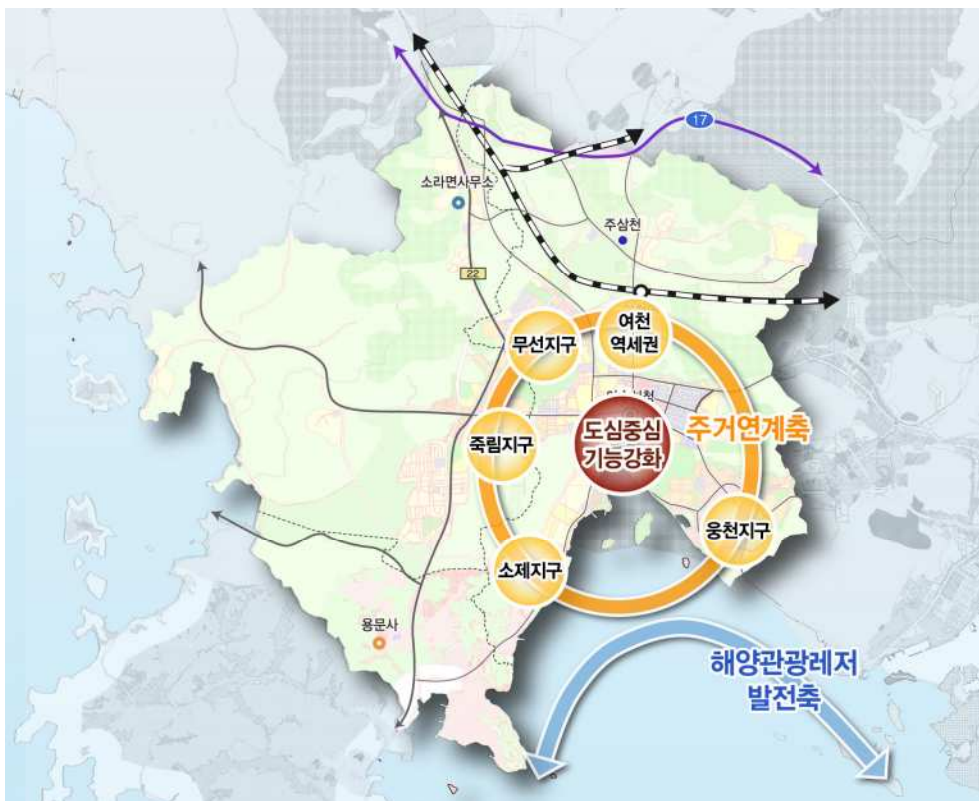 17
소라면사무소
주삼천
22
여천
역세권
무선지구
주거연계축
도심중심
기능강화
죽림지구
웅천지구
소제지구
용문사
해양관광레저
발전축